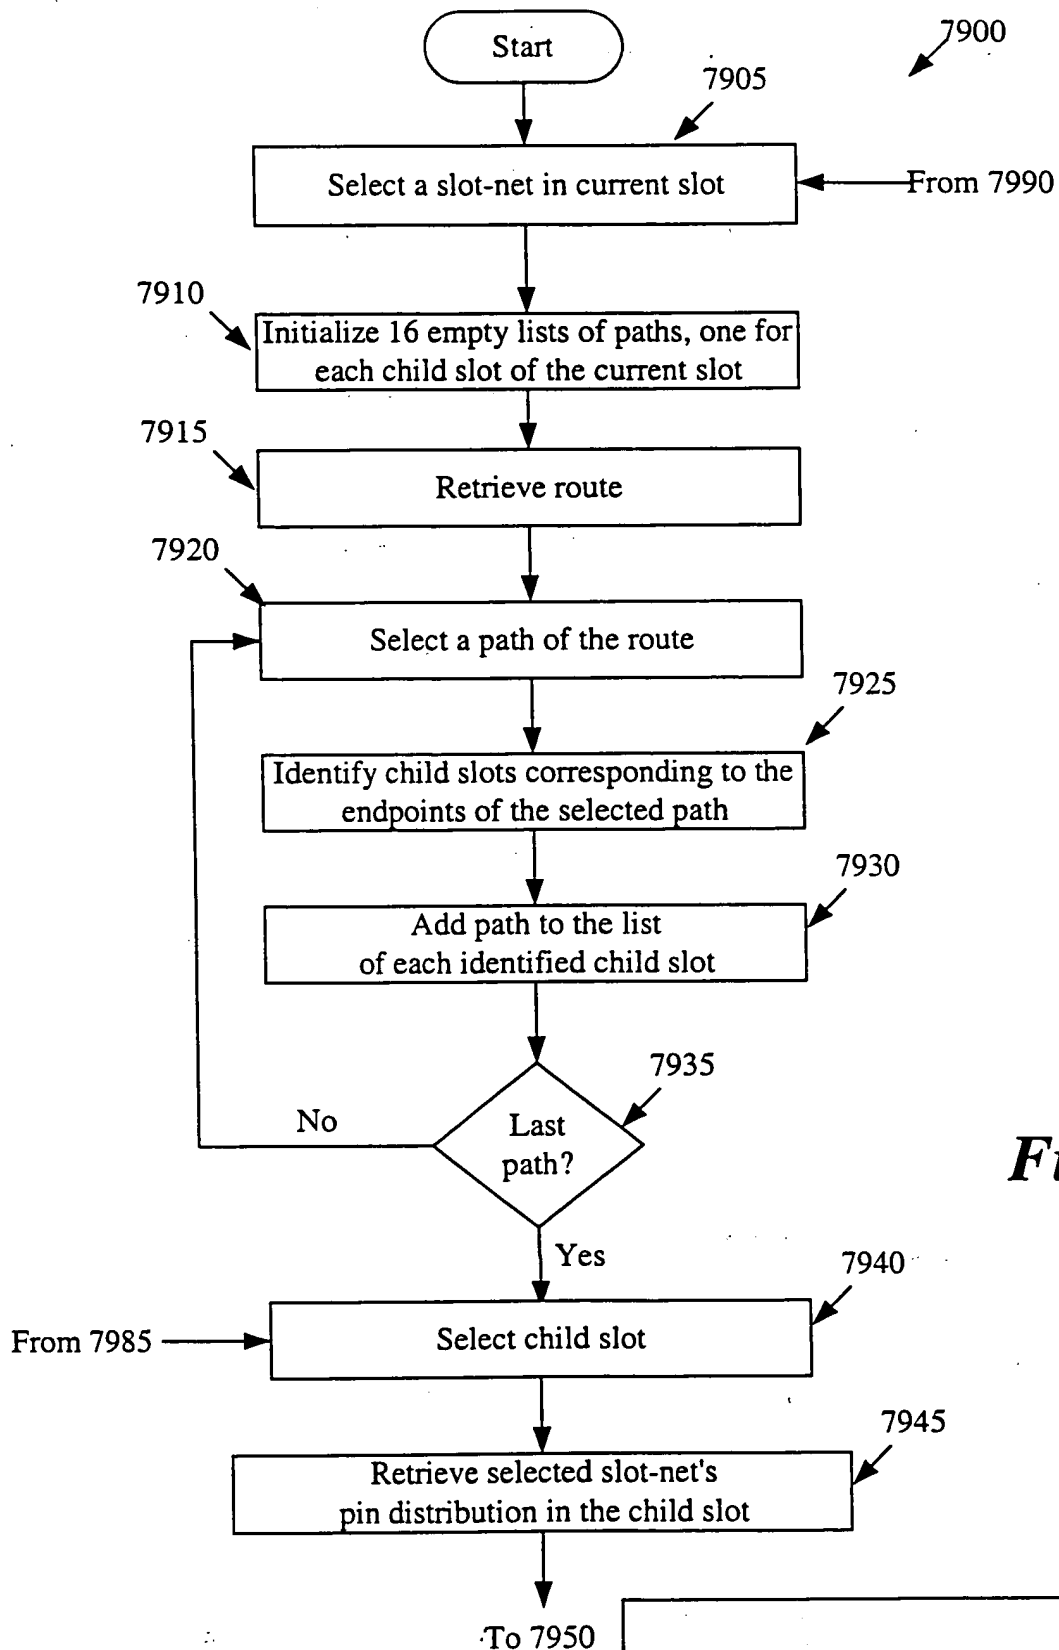 Start
7900
7905
Select a slot-net in current slot
From 7990
7910
Initialize 16 empty lists of paths, one for
each child slot of the current slot
7915
Retrieve route
7920
Select a path of the route
7925
Identify child slots corresponding to the
endpoints of the selected path
7930
Add path to the list
of each identified child slot
7935
Last
path?
No
Yes
7940
From 7985
Select child slot
7945
Retrieve selected slot-net's
pin distribution in the child slot
To 7950